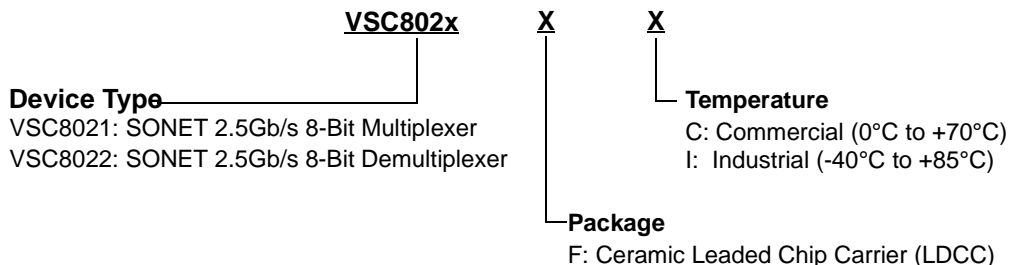 VSC802x X X
Device Type
VSC8021: SONET 2.5Gb/s 8-Bit Multiplexer
VSC8022: SONET 2.5Gb/s 8-Bit Demultiplexer
Temperature
C: Commercial (0°C to +70°C)
I: Industrial (-40°C to +85°C)
Package
F: Ceramic Leaded Chip Carrier (LDCC)